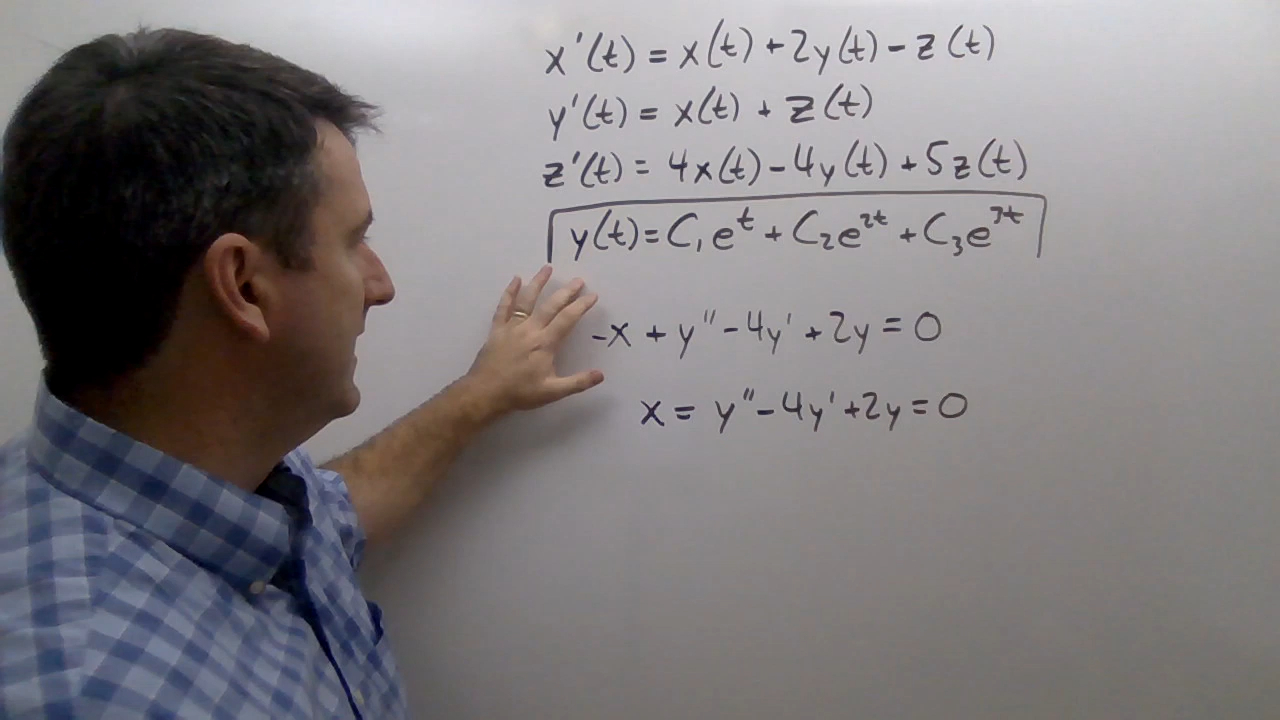 x'(t) = x(t) + 2y(t) - z(t)
y'(t) = x(t) + z(t)
z'(t) = 4x(t) - 4y(t) + 5z(t)
y(t) = C₁e^t + C₂e^2t + C₃e^3t
-x + y'' - 4y' + 2y = 0
x = y'' - 4y' + 2y = 0